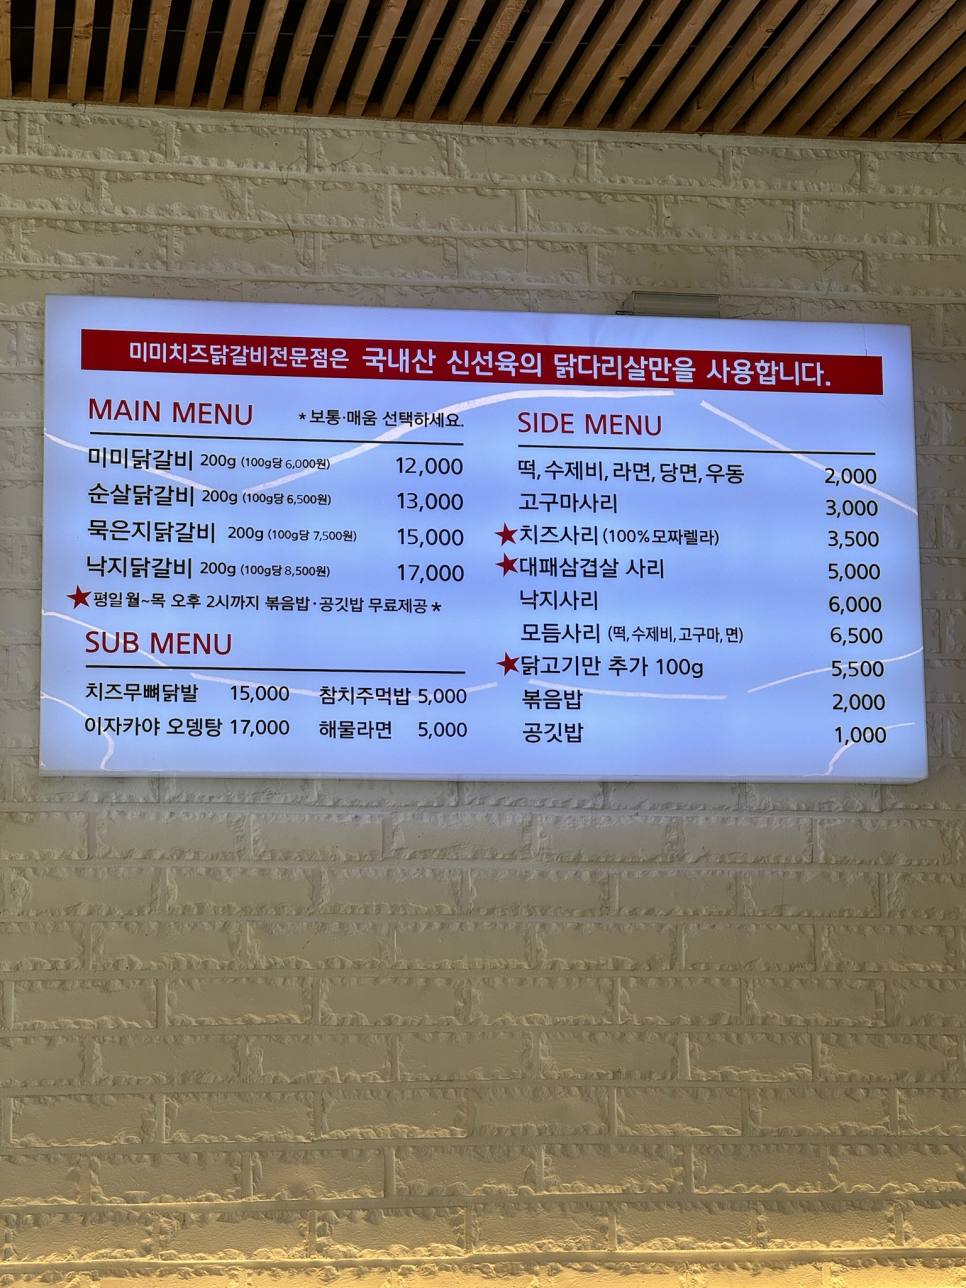 미미치즈닭갈비전문점은 국내산 신선육의 닭다리살만을 사용합니다.
MAIN MENU *보통·매움 선택하세요.
미미닭갈비 200g (100g당 6,000원) 12,000
순살닭갈비 200g (100g당 6,500원) 13,000
묵은지닭갈비 200g (100g당 7,500원) 15,000
낙지닭갈비 200g (100g당 8,500원) 17,000
★평일 월~목 오후 2시까지 볶음밥·공깃밥 무료제공*
SUB MENU
치즈무뼈닭발 15,000 참치주먹밥 5,000
이자카야 오뎅탕 17,000 해물라면 5,000
SIDE MENU
떡,수제비,라면,당면,우동 2,000
고구마사리 3,000
★치즈사리 (100%모짜렐라) 3,500
★대패삼겹살 사리 5,000
낙지사리 6,000
모듬사리 (떡,수제비,고구마,면) 6,500
★닭고기만 추가 100g 5,500
볶음밥 2,000
공깃밥 1,000